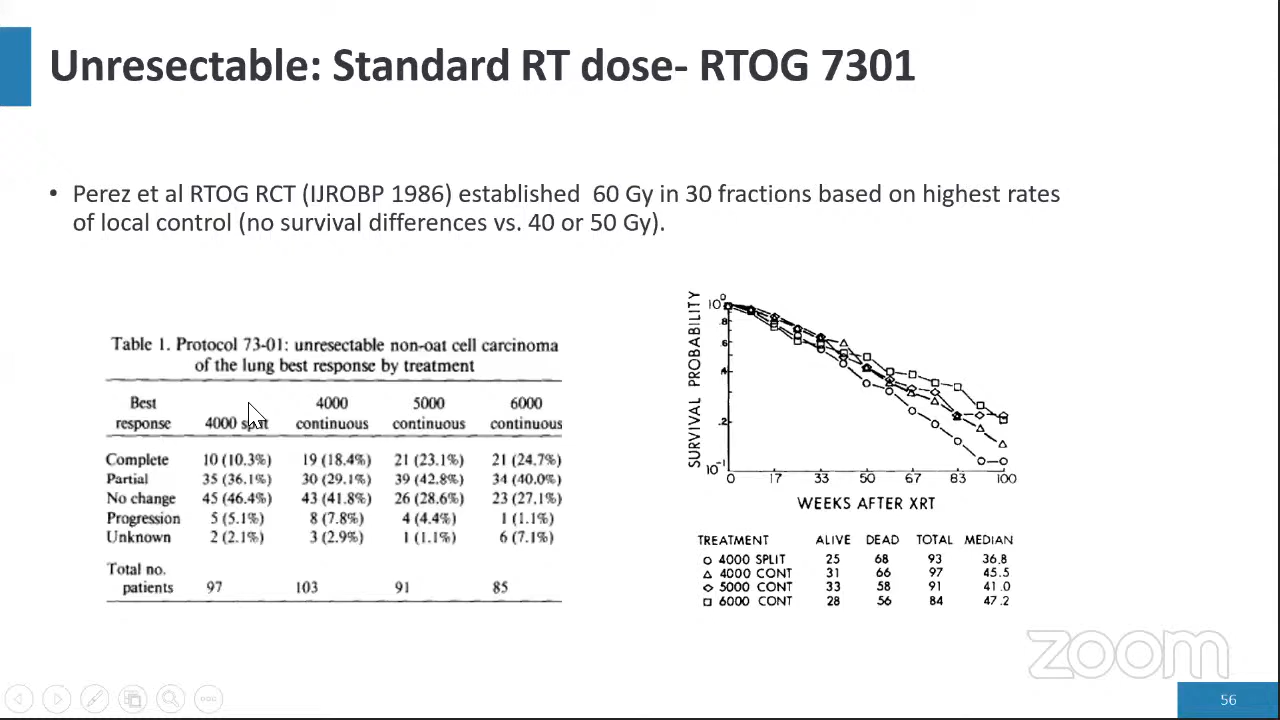 Unresectable: Standard RT dose- RTOG 7301
• Perez et al RTOG RCT (IJROBP 1986) established 60 Gy in 30 fractions based on highest rates
of local control (no survival differences vs. 40 or 50 Gy).
Table 1. Protocol 73-01: unresectable non-oat cell carcinoma
of the lung best response by treatment
Best 4000 5000 6000
response 4000 split continuous continuous continuous
Complete 10 (10.3%) 19 (18.4%) 21 (23.1%) 21 (24.7%)
Partial 35 (36.1%) 30 (29.1%) 39 (42.8%) 34 (40.0%)
No change 45 (46.4%) 43 (41.8%) 26 (28.6%) 23 (27.1%)
Progression 5 (5.1%) 8 (7.8%) 4 (4.4%) 1 (1.1%)
Unknown 2 (2.1%) 3 (2.9%) 1 (1.1%) 6 (7.1%)
Total no.
patients 97 103 91 85
SURVIVAL PROBABILITY
10⁰
.8
.6
.4
.2
10⁻¹
0 17 33 50 67 83 100
WEEKS AFTER XRT
TREATMENT ALIVE DEAD TOTAL MEDIAN
4000 SPLIT 25 68 93 36.8
4000 CONT 31 66 97 45.5
5000 CONT 33 58 91 41.0
6000 CONT 28 56 84 47.2
zoom
56